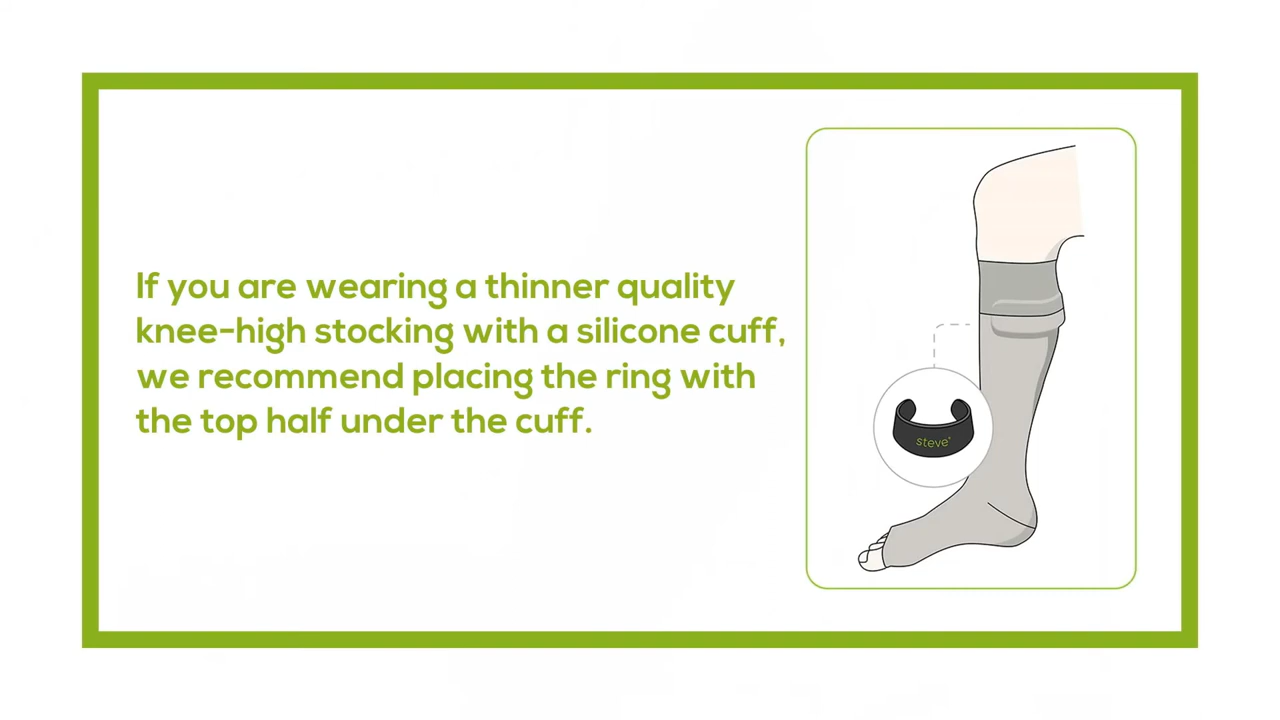 If you are wearing a thinner quality
knee-high stocking with a silicone cuff,
we recommend placing the ring with
the top half under the cuff.
steve°